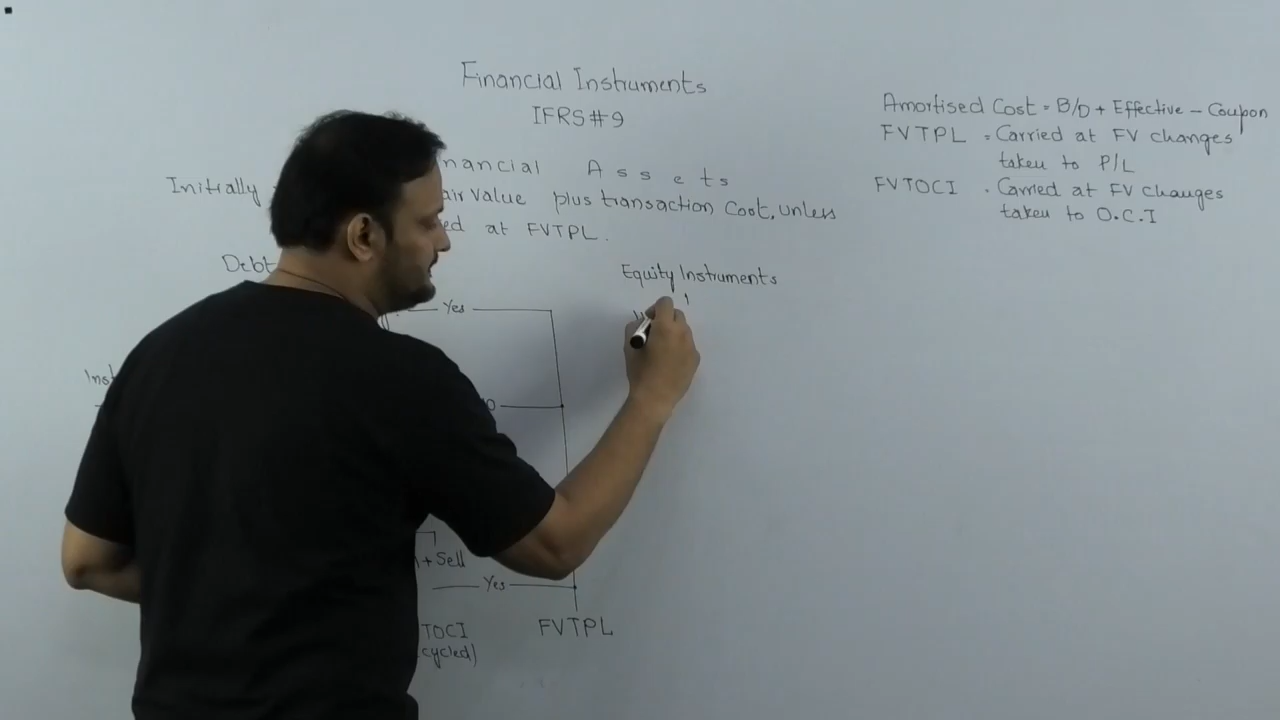 Financial Instruments
IFRS#9
nancial Assets
Initially air value plus transaction Cost, unless
ed at FVTPL.
Debt
Equity Instruments
Yes
Inst
+ Sell
Yes
TOCI
cycled)
FVTPL
Amortised Cost = B/D + Effective - Coupon
FVTPL = Carried at FV changes
taken to P/L
FVTOCI = Carried at FV changes
taken to O.C.I